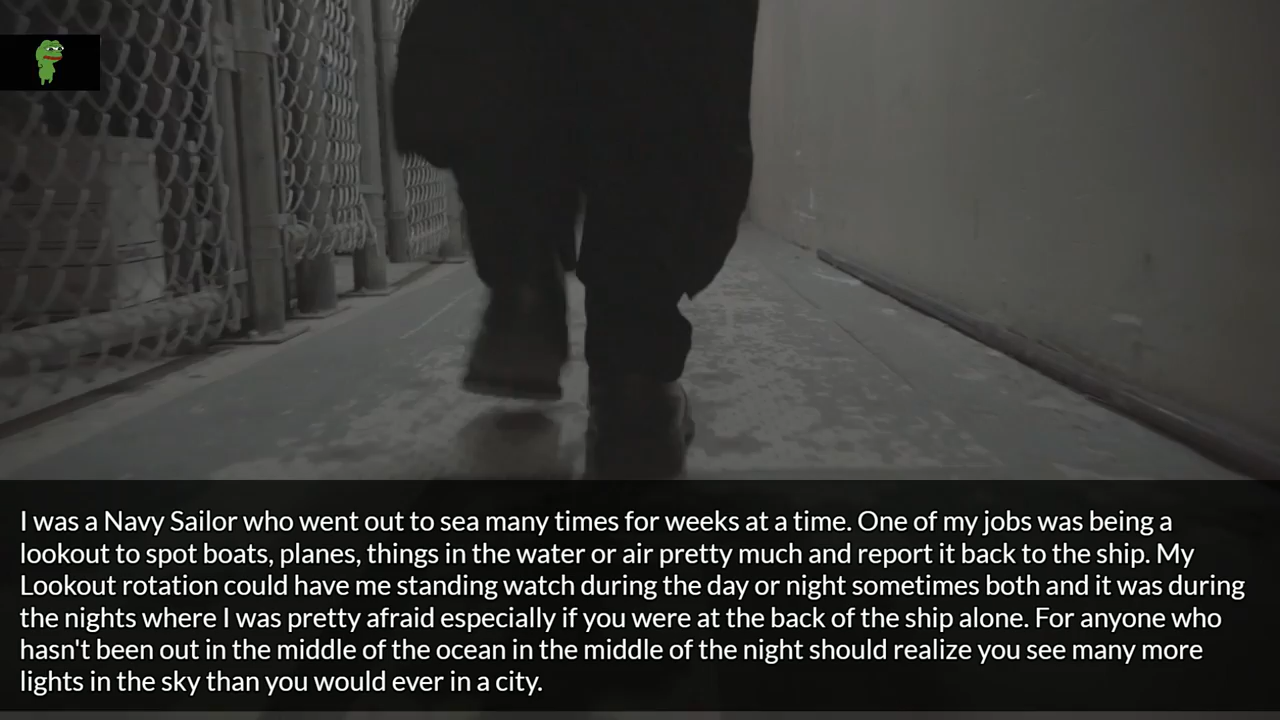 I was a Navy Sailor who went out to sea many times for weeks at a time. One of my jobs was being a
lookout to spot boats, planes, things in the water or air pretty much and report it back to the ship. My
Lookout rotation could have me standing watch during the day or night sometimes both and it was during
the nights where I was pretty afraid especially if you were at the back of the ship alone. For anyone who
hasn't been out in the middle of the ocean in the middle of the night should realize you see many more
lights in the sky than you would ever in a city.